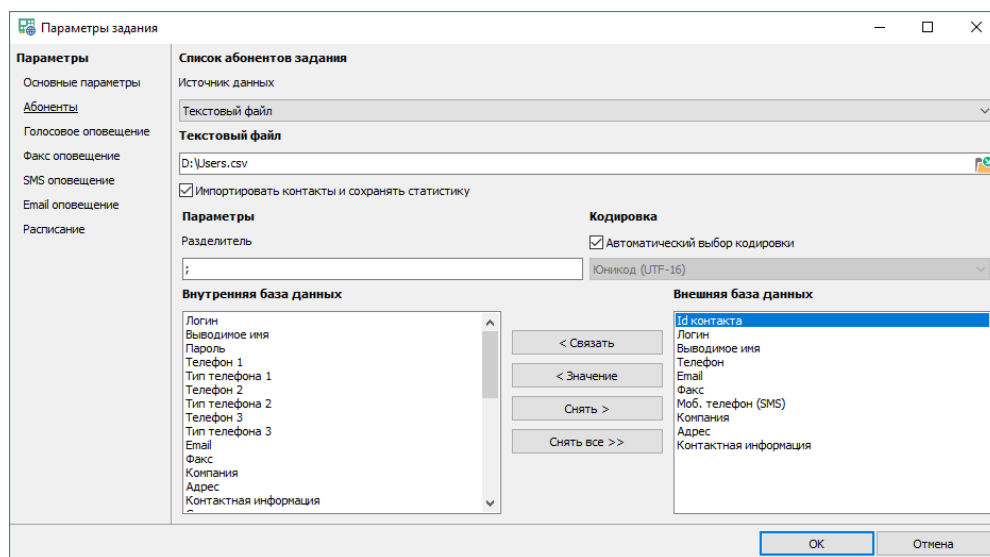 Параметры задания
Параметры
Основные параметры
Абоненты
Голосовое оповещение
Факс оповещение
SMS оповещение
Email оповещение
Расписание
Список абонентов задания
Источник данных
Текстовый файл
Текстовый файл
D:\Users.csv
Импортировать контакты и сохранять статистику
Параметры
Разделитель
;
Кодировка
Автоматический выбор кодировки
Юникод (UTF-16)
Внутренняя база данных
Логин
Выводимое имя
Пароль
Телефон 1
Тип телефона 1
Телефон 2
Тип телефона 2
Телефон 3
Тип телефона 3
Email
Факс
Компания
Адрес
Контактная информация
< Связать
< Значение
Снять >
Снять все >>
Внешняя база данных
Id контакта
Логин
Выводимое имя
Телефон
Email
Факс
Моб. телефон (SMS)
Компания
Адрес
Контактная информация
OK
Отмена